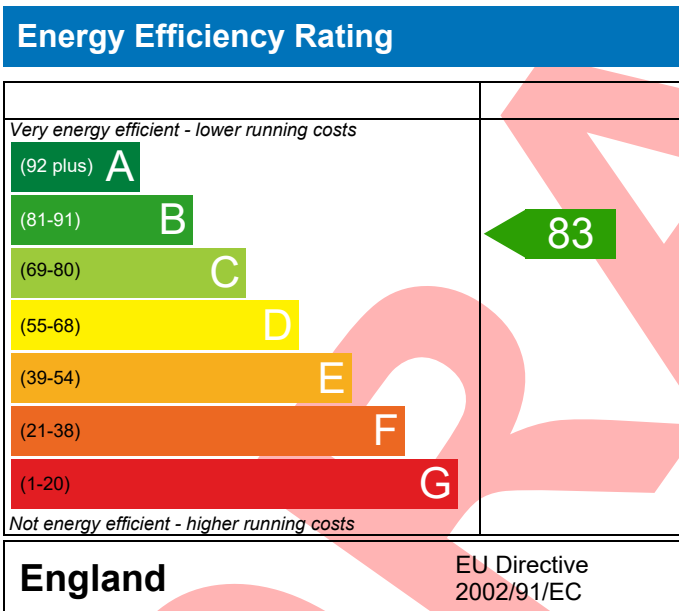 Energy Efficiency Rating
Very energy efficient - lower running costs
(92 plus) A
(81-91) B
83
(69-80) C
(55-68) D
(39-54) E
(21-38) F
(1-20) G
Not energy efficient - higher running costs
England
EU Directive
2002/91/EC